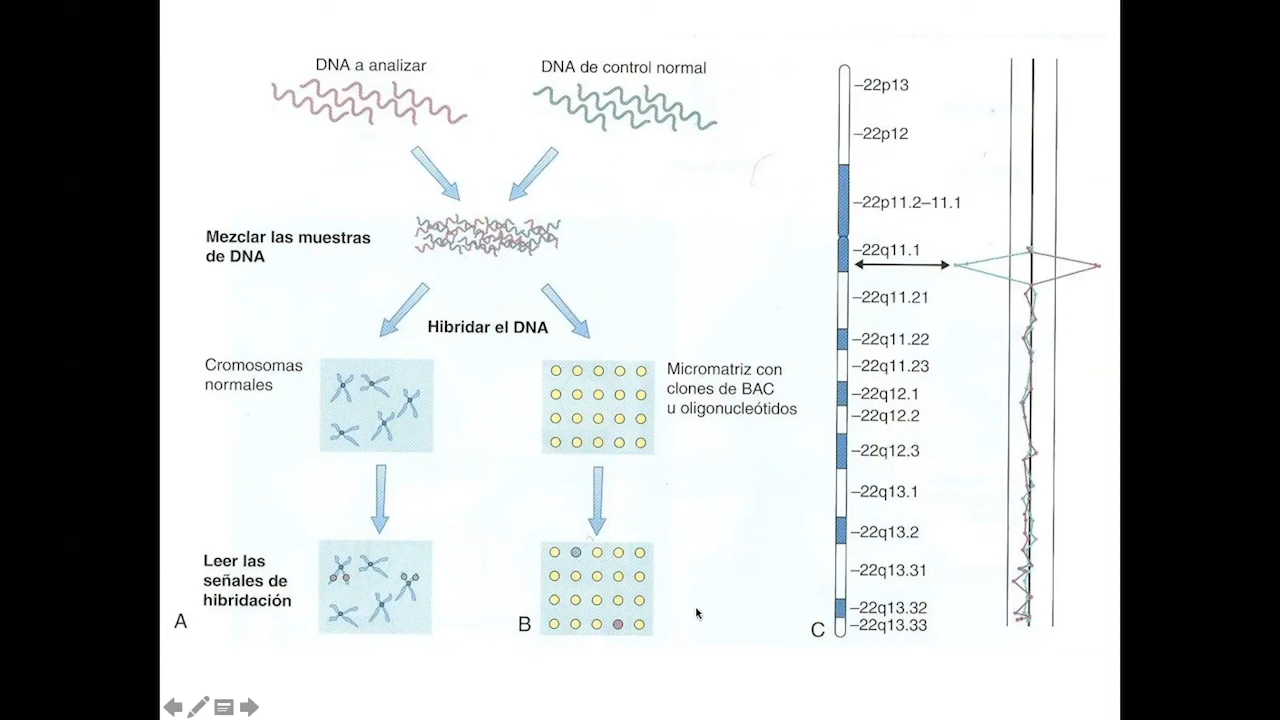 DNA a analizar
DNA de control normal
Mezclar las muestras
de DNA
Hibridar el DNA
Cromosomas
normales
Micromatriz con
clones de BAC
u oligonucleótidos
Leer las
señales de
hibridación
A
B
C
–22p13
–22p12
–22p11.2–11.1
–22q11.1
–22q11.21
–22q11.22
–22q11.23
–22q12.1
–22q12.2
–22q12.3
–22q13.1
–22q13.2
–22q13.31
–22q13.32
–22q13.33